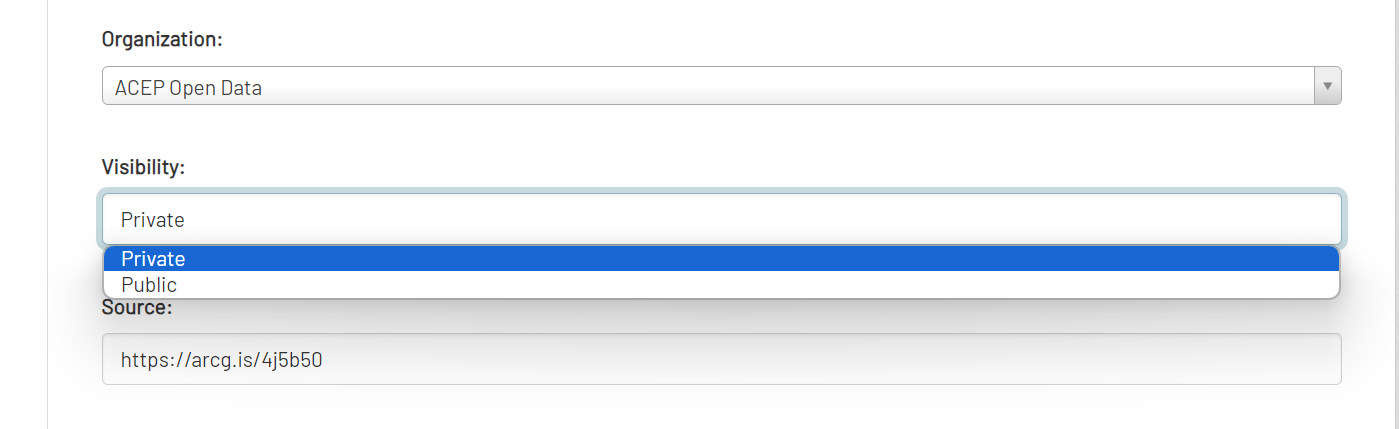 Organization:
ACEP Open Data
Visibility:
Private
Private
Public
Source:
https://arcg.is/4j5b50